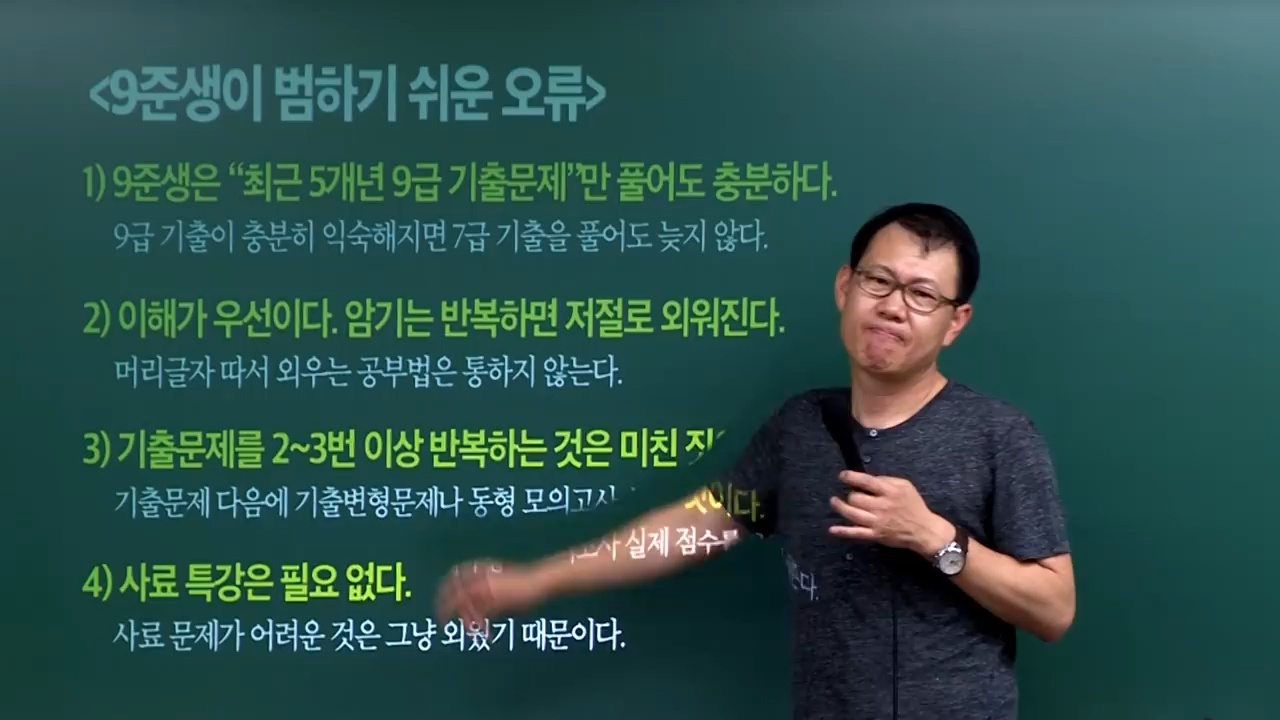 <9준생이 범하기 쉬운 오류>
1) 9준생은 “최근 5개년 9급 기출문제”만 풀어도 충분하다.
9급 기출이 충분히 익숙해지면 7급 기출을 풀어도 늦지 않다.
2) 이해가 우선이다. 암기는 반복하면 저절로 외워진다.
머리글자 따서 외우는 공부법은 통하지 않는다.
3) 기출문제를 2~3번 이상 반복하는 것은 미친
기출문제 다음에 기출변형문제나 동형 모의고사
실제
4) 사료 특강은 필요 없다.
사료 문제가 어려운 것은 그냥 외웠기 때문이다.